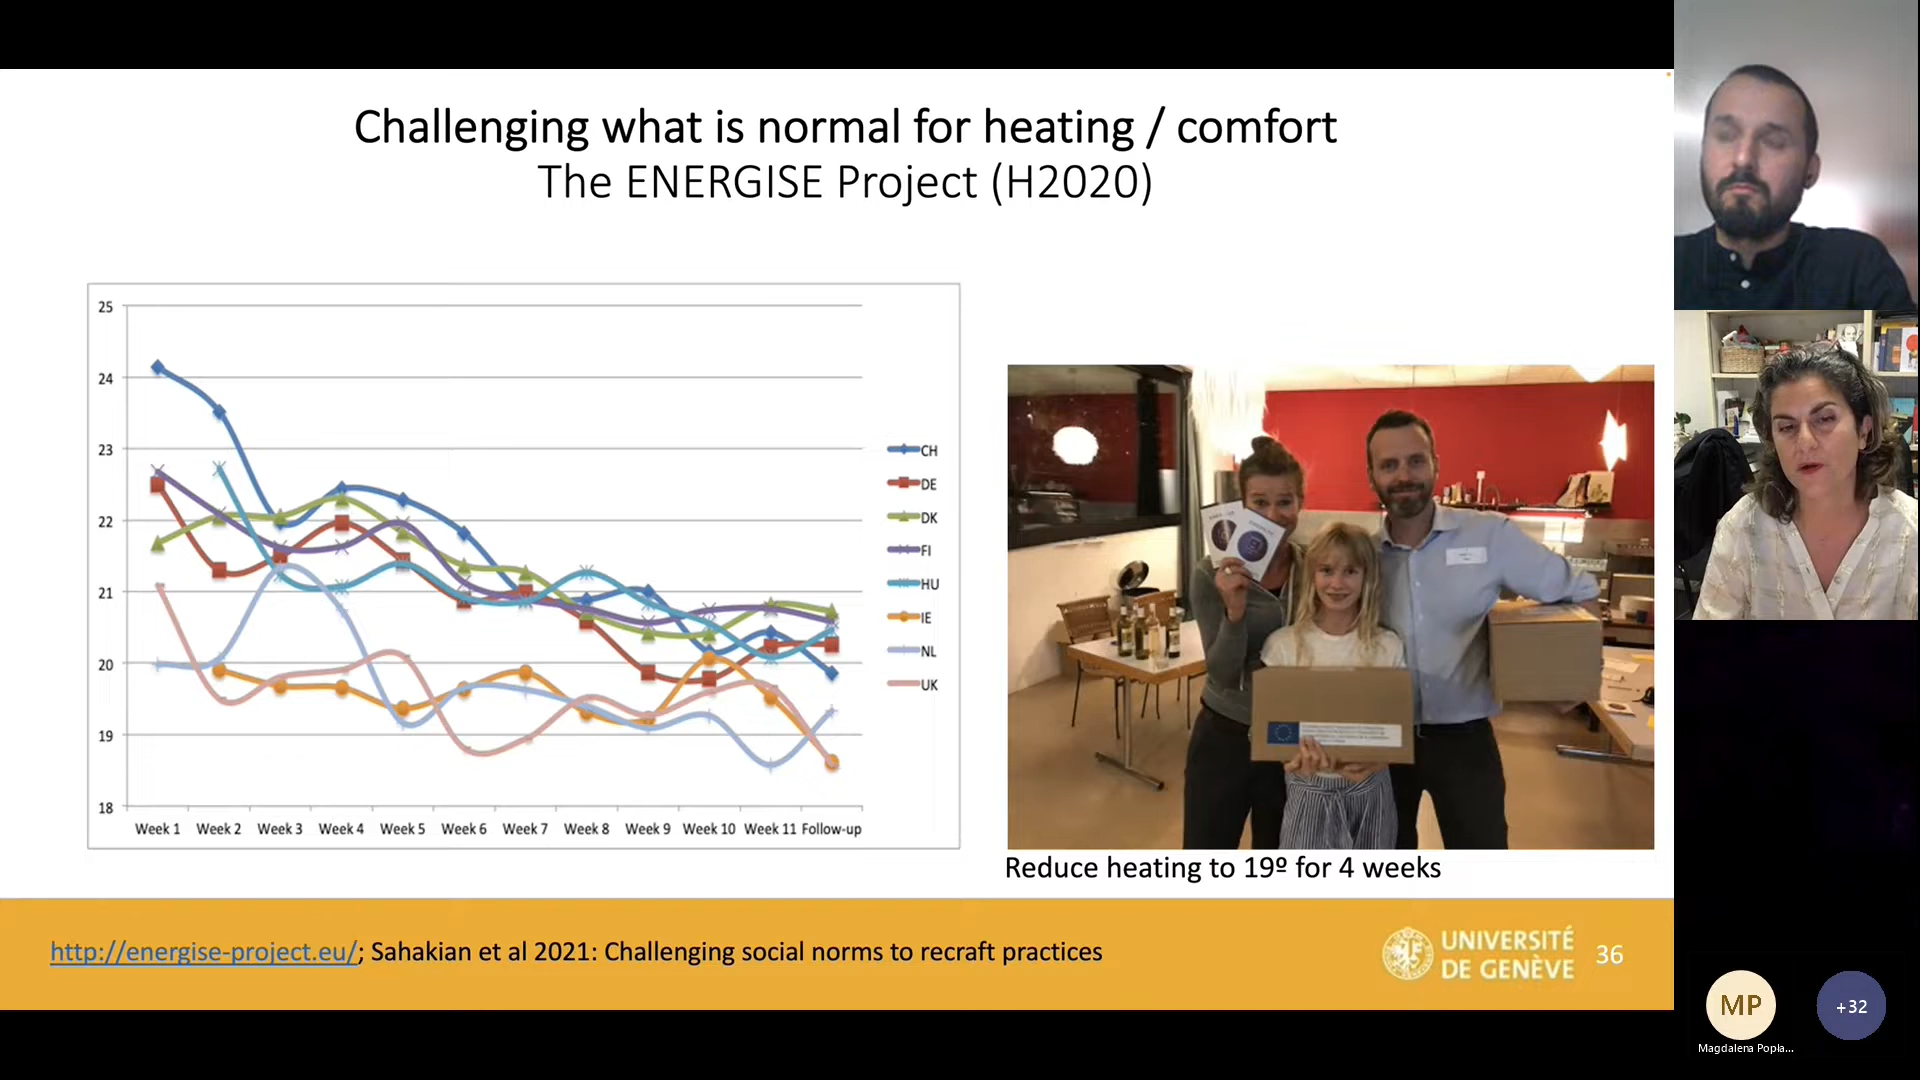 Challenging what is normal for heating / comfort
The ENERGISE Project (H2020)
25
24
23
22
21
20
19
18
Week 1 Week 2 Week 3 Week 4 Week 5 Week 6 Week 7 Week 8 Week 9 Week 10 Week 11 Follow-up
CH
DE
DK
FI
HU
IE
NL
UK
Reduce heating to 19º for 4 weeks
http://energise-project.eu/; Sahakian et al 2021: Challenging social norms to recraft practices
UNIVERSITÉ
DE GENÈVE
36
MP
+32
Magdalena Popła...